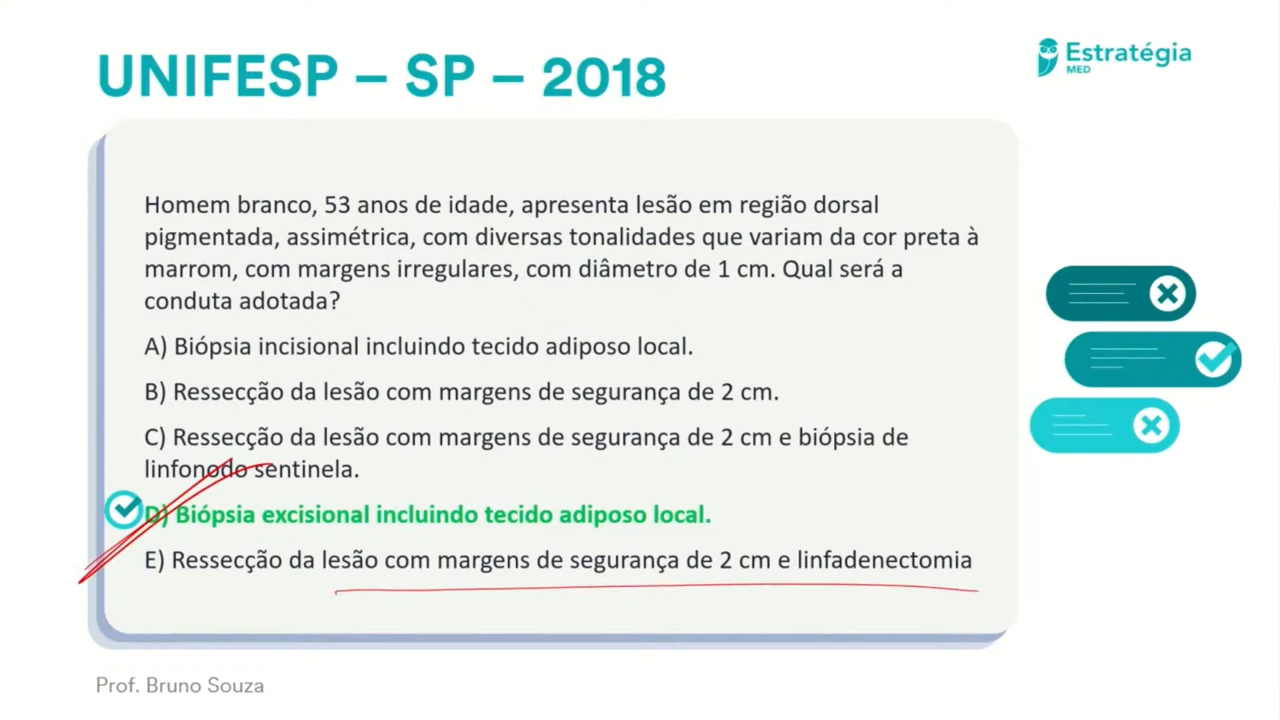 UNIFESP – SP – 2018
Estratégia
MED
Homem branco, 53 anos de idade, apresenta lesão em região dorsal
pigmentada, assimétrica, com diversas tonalidades que variam da cor preta à
marrom, com margens irregulares, com diâmetro de 1 cm. Qual será a
conduta adotada?
A) Biópsia incisional incluindo tecido adiposo local.
B) Ressecção da lesão com margens de segurança de 2 cm.
C) Ressecção da lesão com margens de segurança de 2 cm e biópsia de
linfonodo sentinela.
D) Biópsia excisional incluindo tecido adiposo local.
E) Ressecção da lesão com margens de segurança de 2 cm e linfadenectomia
Prof. Bruno Souza